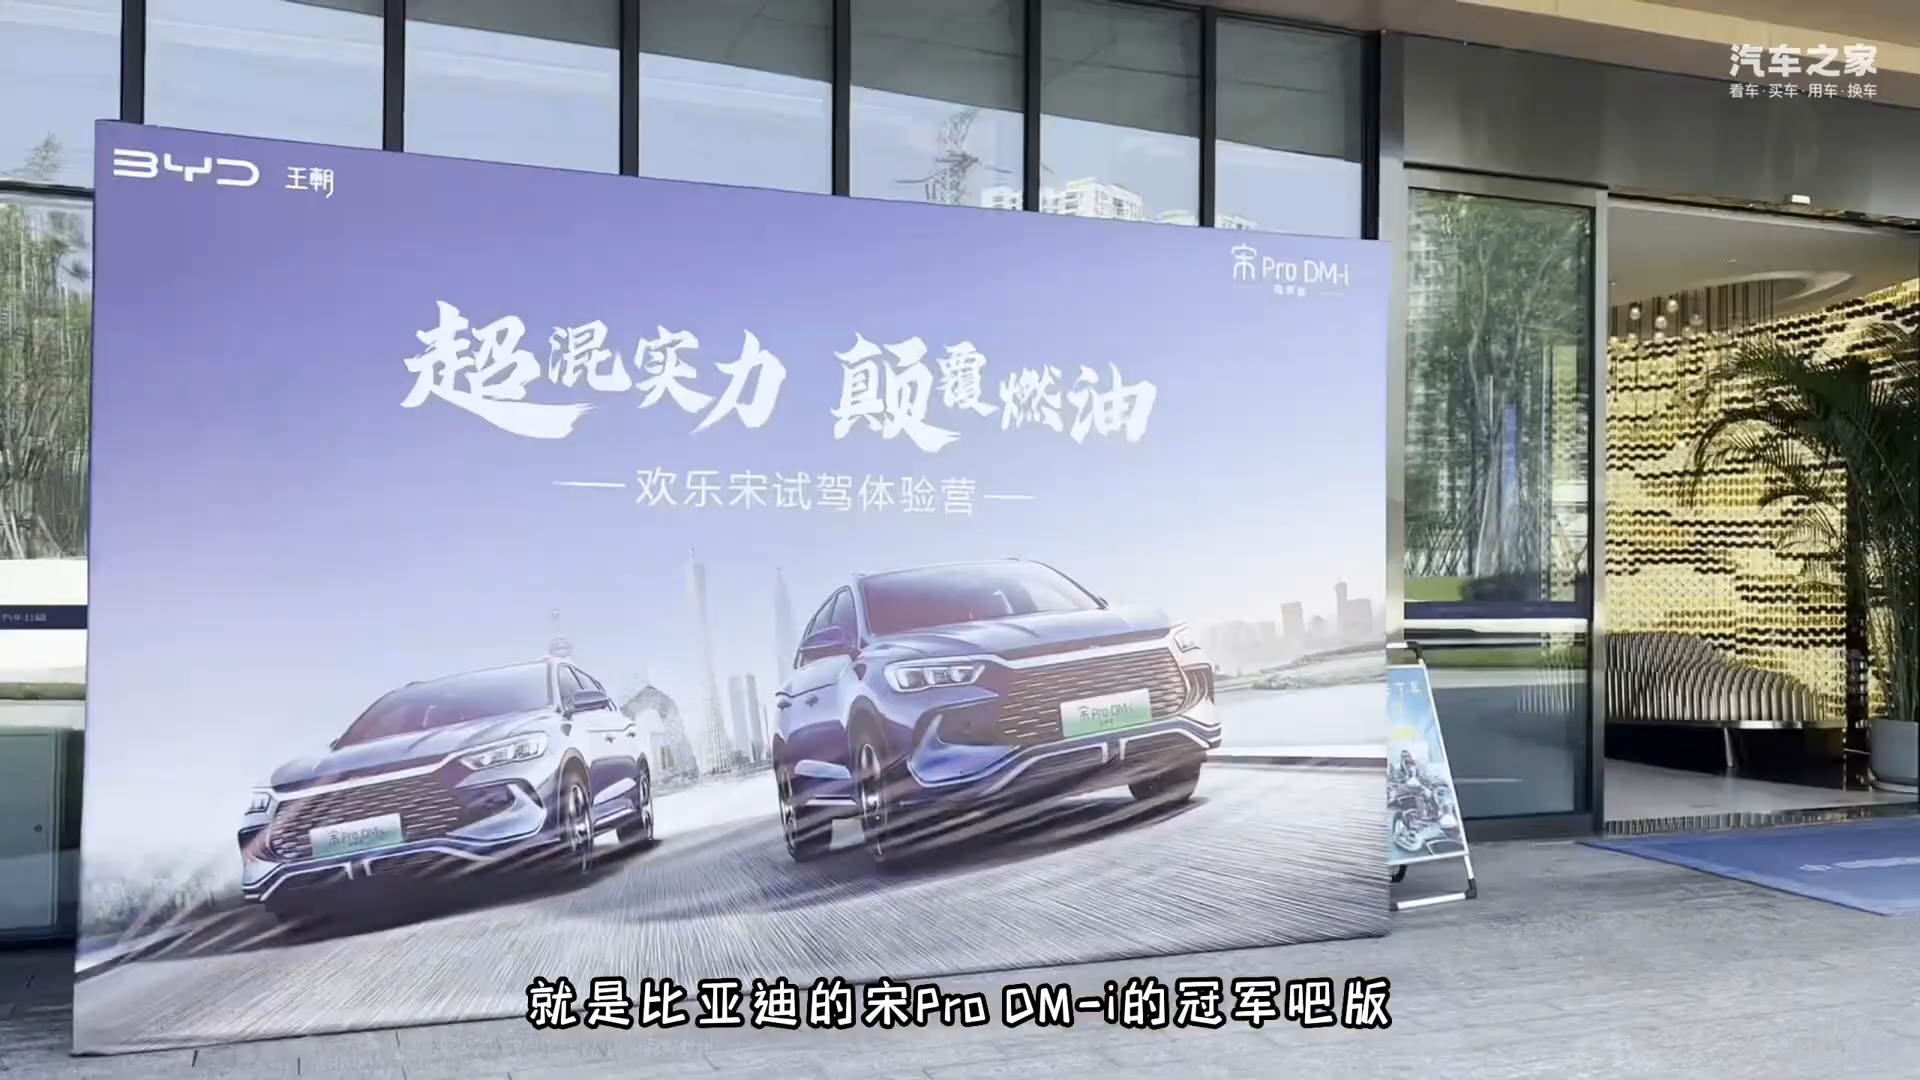 汽车之家
看车·买车·用车·换车
BYD 王朝
宋Pro DM-i
超混实力 颠覆燃油
欢乐宋试驾体验营
宋Pro DM-i
宋Pro DM-i
就是比亚迪的宋Pro DM-i的冠军吧版